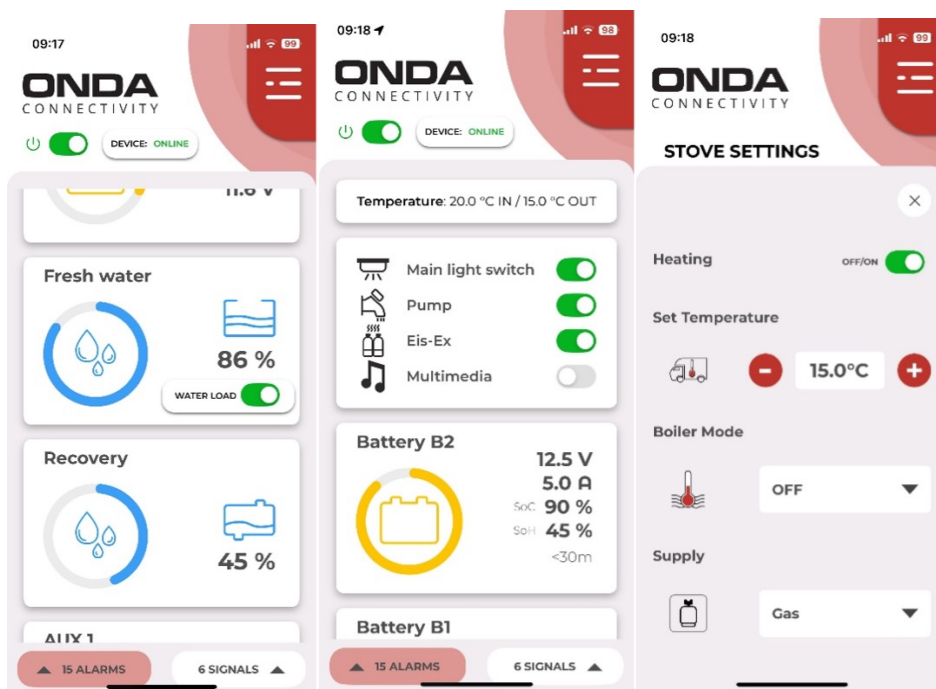 09:17
99
ONDA
CONNECTIVITY
DEVICE: ONLINE
11.6 V
Fresh water
86 %
WATER LOAD
Recovery
45 %
AUX 1
15 ALARMS
6 SIGNALS
09:18
98
ONDA
CONNECTIVITY
DEVICE: ONLINE
Temperature: 20.0 °C IN / 15.0 °C OUT
Main light switch
Pump
Eis-Ex
Multimedia
Battery B2
12.5 V
5.0 A
SoC 90 %
SoH 45 %
<30m
Battery B1
15 ALARMS
6 SIGNALS
09:18
99
ONDA
CONNECTIVITY
STOVE SETTINGS
Heating
OFF/ON
Set Temperature
- 15.0°C +
Boiler Mode
OFF
Supply
Gas